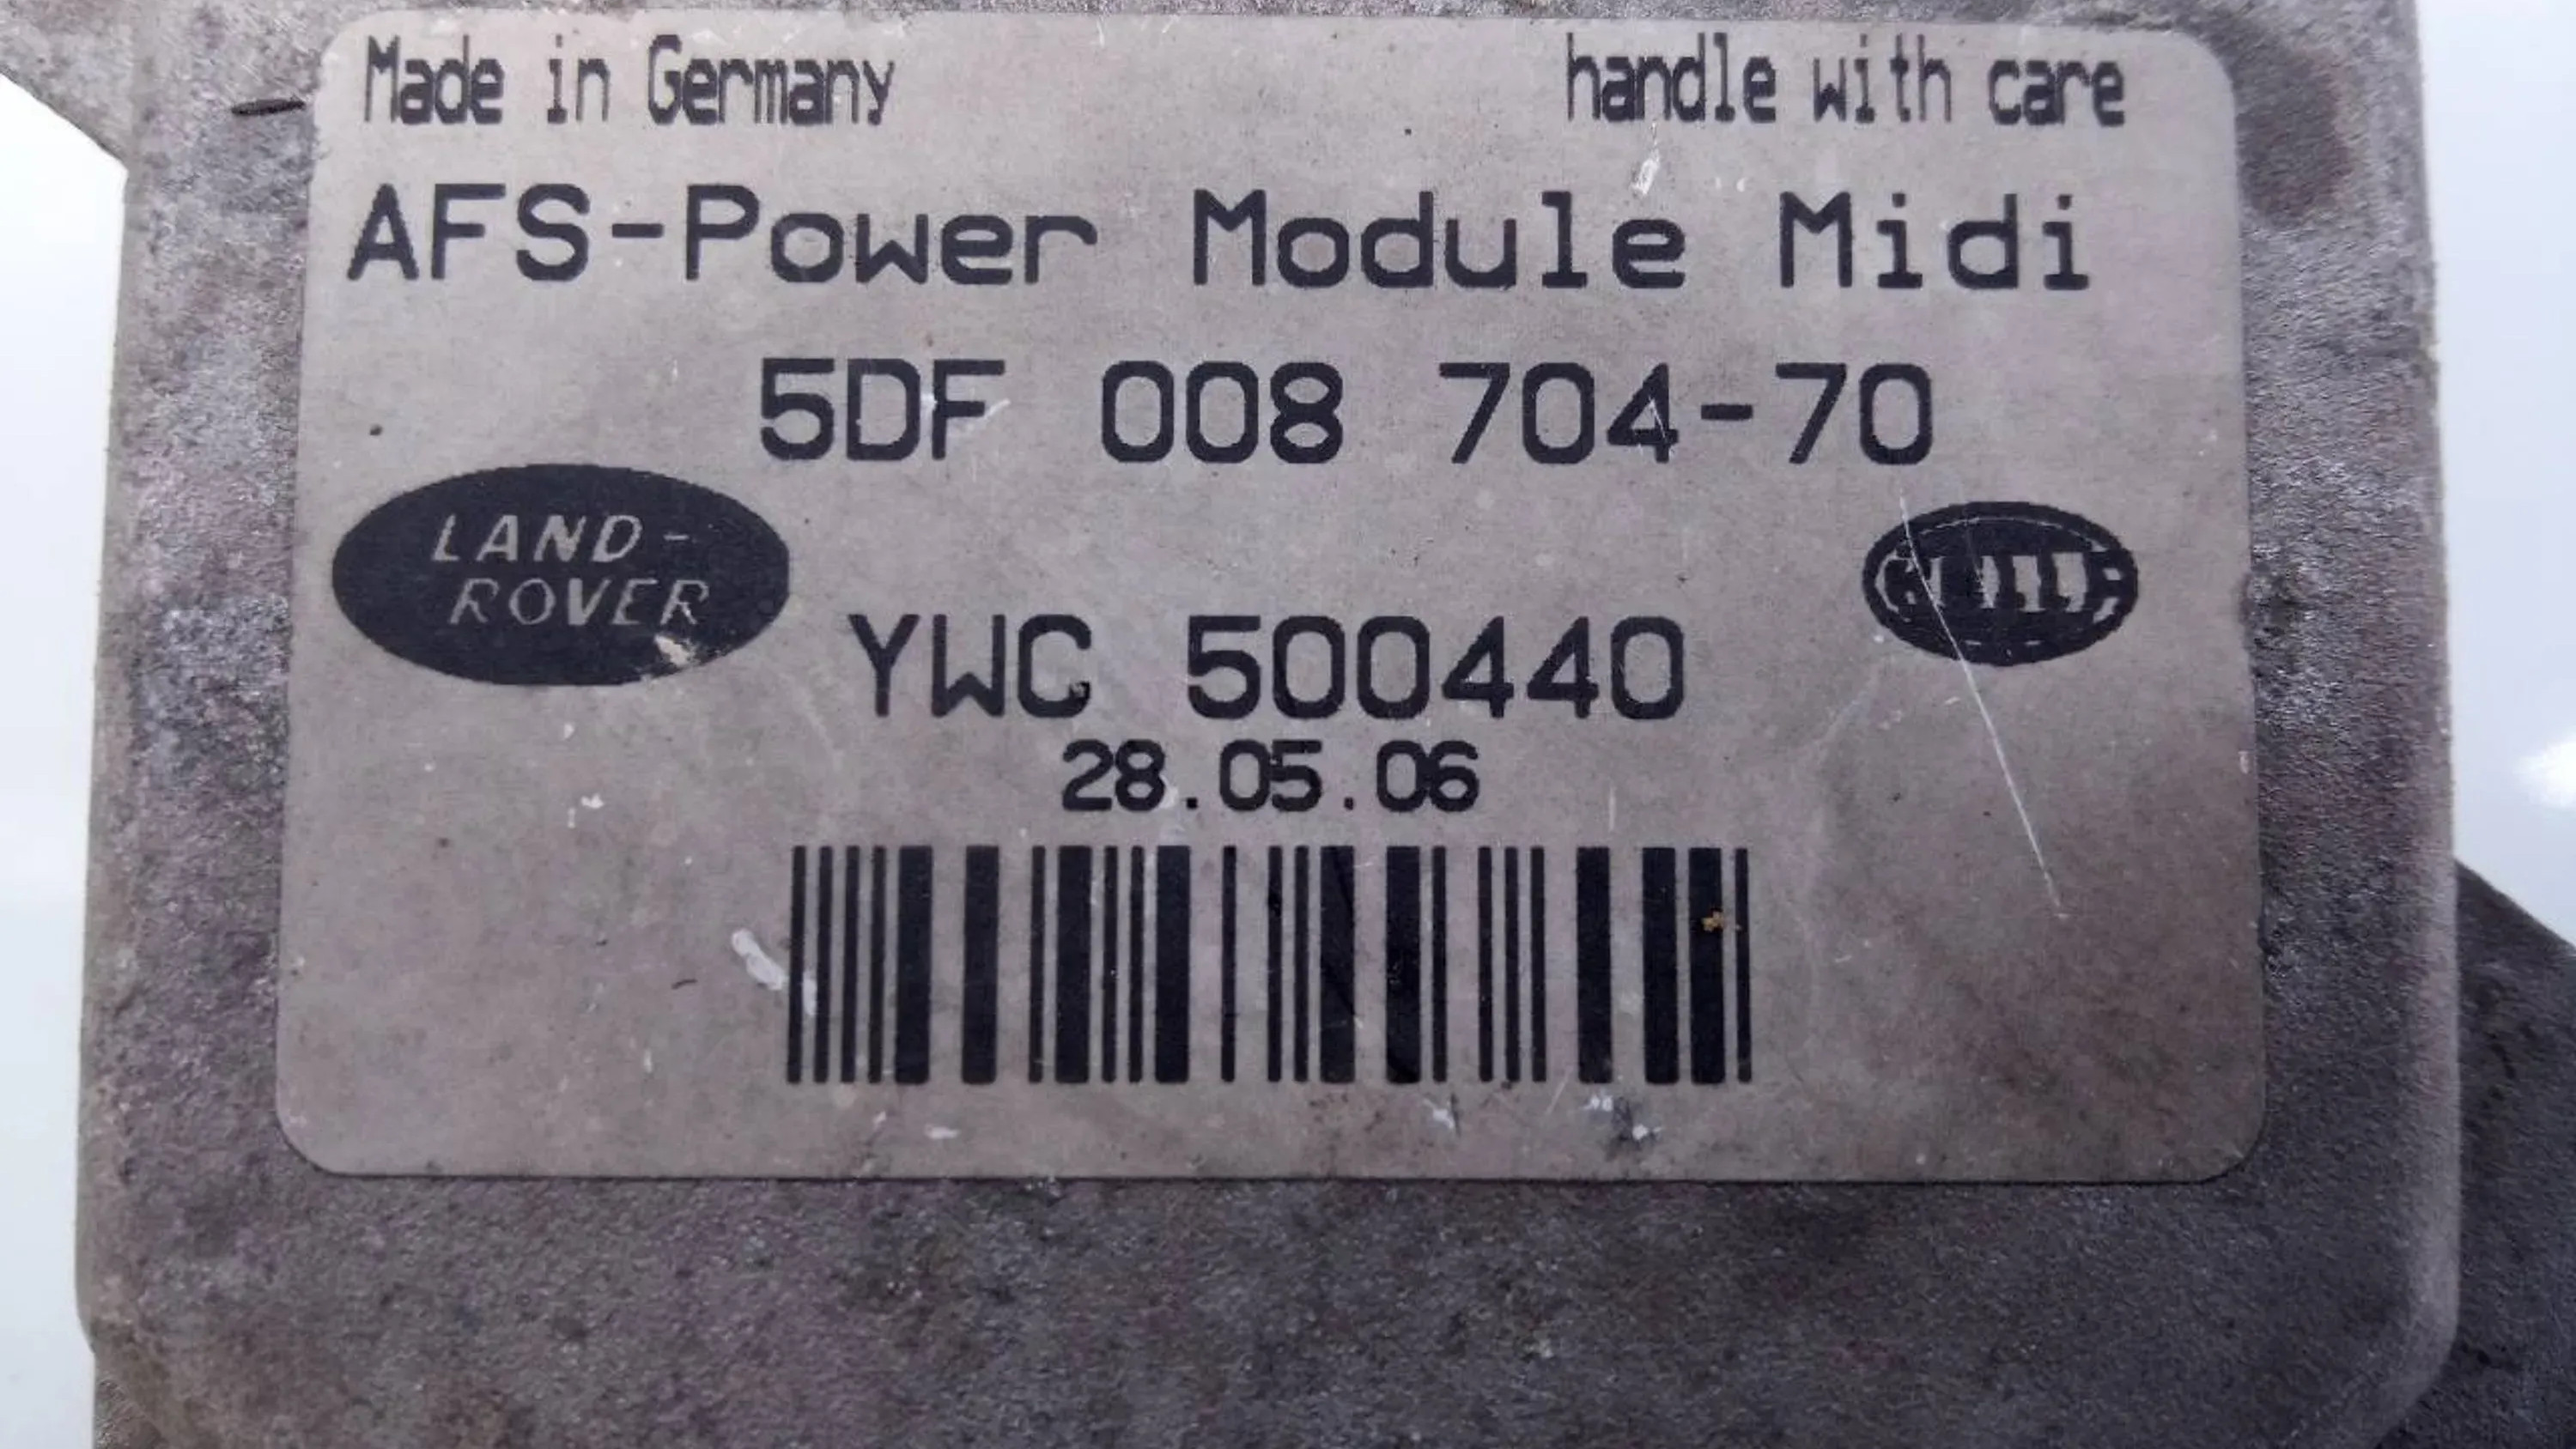 Made in Germany handle with care
AFS-Power Module Midi
5DF 008 704-70
LAND-
ROVER
HELLA
YWC 500440
28.05.06